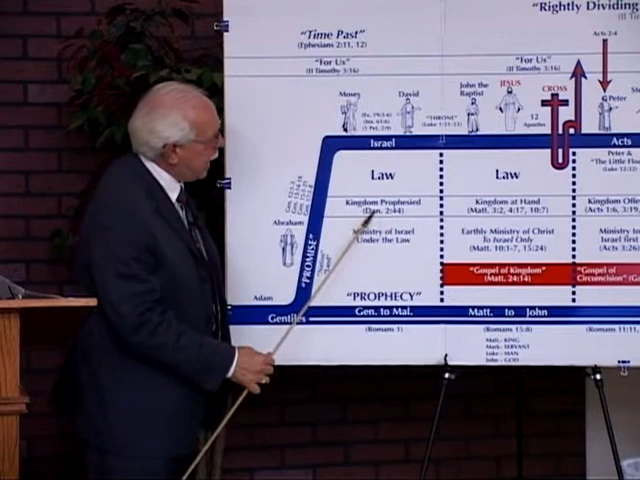 "Rightly Dividing
"Time Past"
(Ephesians 2:11, 12)
"For Us"
(II Timothy 3:16)
"For Us"
(II Timothy 3:16)
Acts 2:4
Moses
David
"THRONE"
(Luke 1:31-33)
John the
Baptist
JESUS
12
Apostles
CROSS
Peter
Israel
Acts
Law
Law
Peter &
"The Little Flo
(Luke 12:32)
Kingdom Prophesied
(Dan. 2:44)
Kingdom at Hand
(Matt. 3:2, 4:17, 10:7)
Kingdom Offe
(Acts 1:6, 3:19
Abraham
"PROMISE"
Ministry of Israel
Under the Law
Earthly Ministry of Christ
To Israel Only
(Matt. 10:1-7, 15:24)
Ministry to
Israel first
(Acts 3:26)
"Gospel of Kingdom"
(Matt. 24:14)
"Gospel of
Circumcision" (Ga
Adam
"PROPHECY"
Gentiles
Gen. to Mal.
Matt. to John
(Romans 1)
(Romans 15:8)
(Romans 11:11,
Matt.- KING
Mark- SERVANT
Luke - MAN
John - GOD